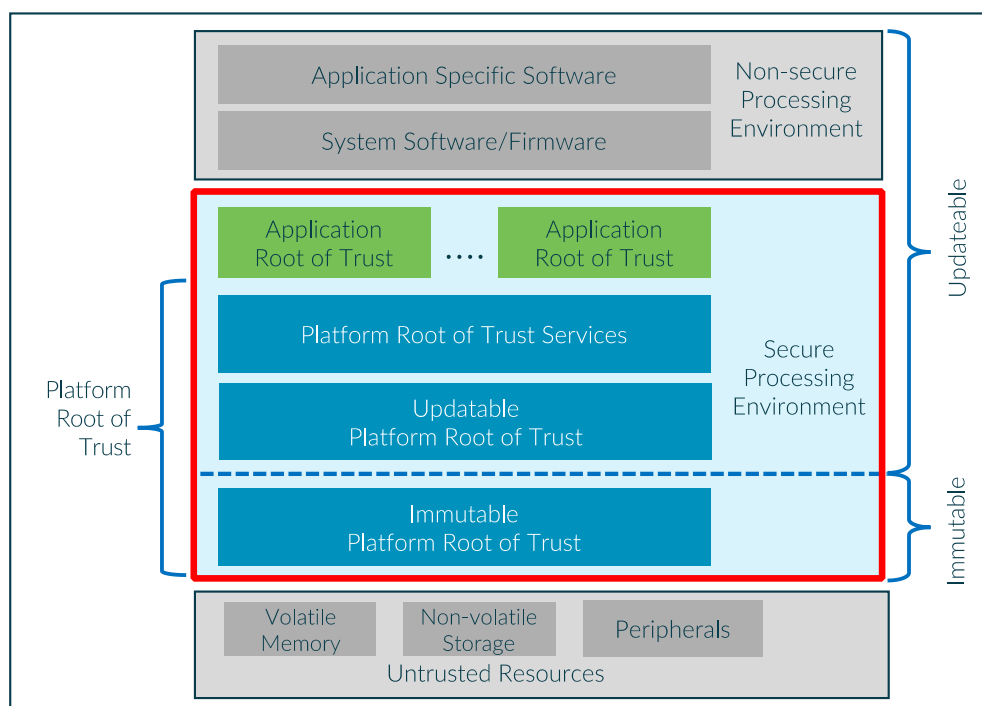 Application Specific Software
System Software/Firmware
Non-secure
Processing
Environment
Application
Root of Trust
....
Application
Root of Trust
Platform Root of Trust Services
Updatable
Platform Root of Trust
Secure
Processing
Environment
Immutable
Platform Root of Trust
Platform
Root of
Trust
Updateable
Immutable
Volatile
Memory
Non-volatile
Storage
Peripherals
Untrusted Resources